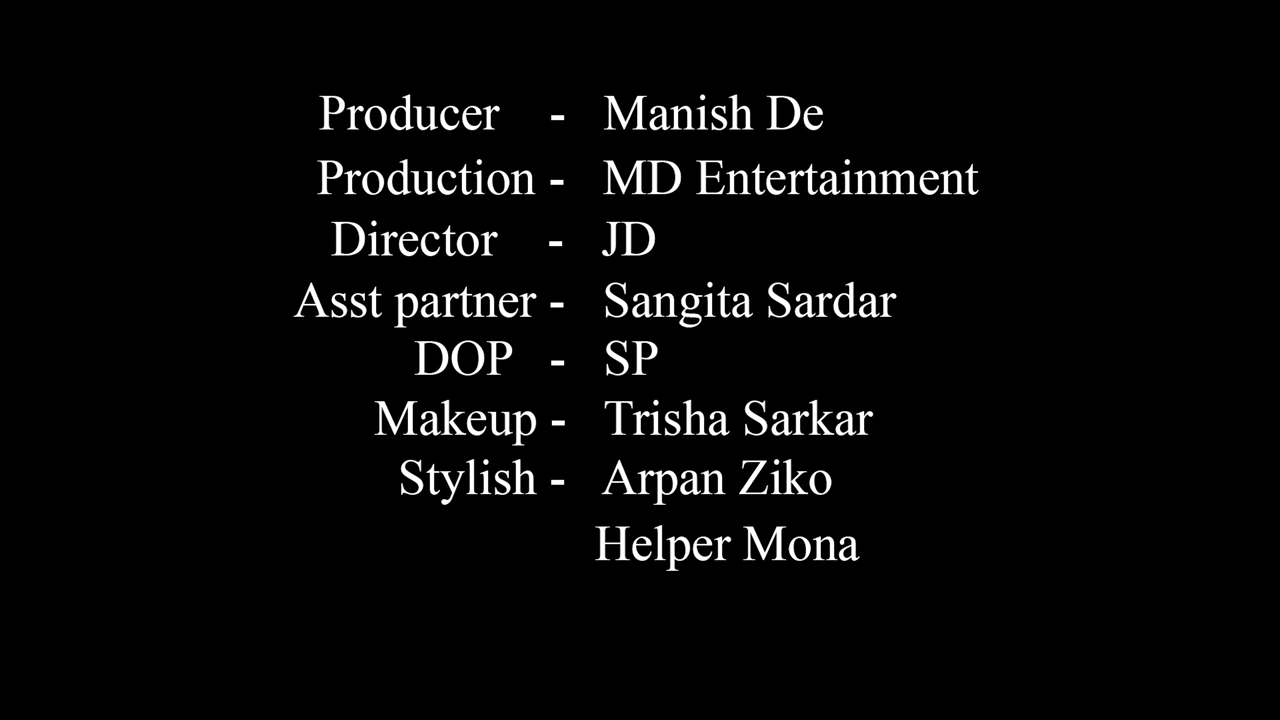 Producer - Manish De
Production - MD Entertainment
Director - JD
Asst partner - Sangita Sardar
DOP - SP
Makeup - Trisha Sarkar
Stylish - Arpan Ziko
Helper Mona